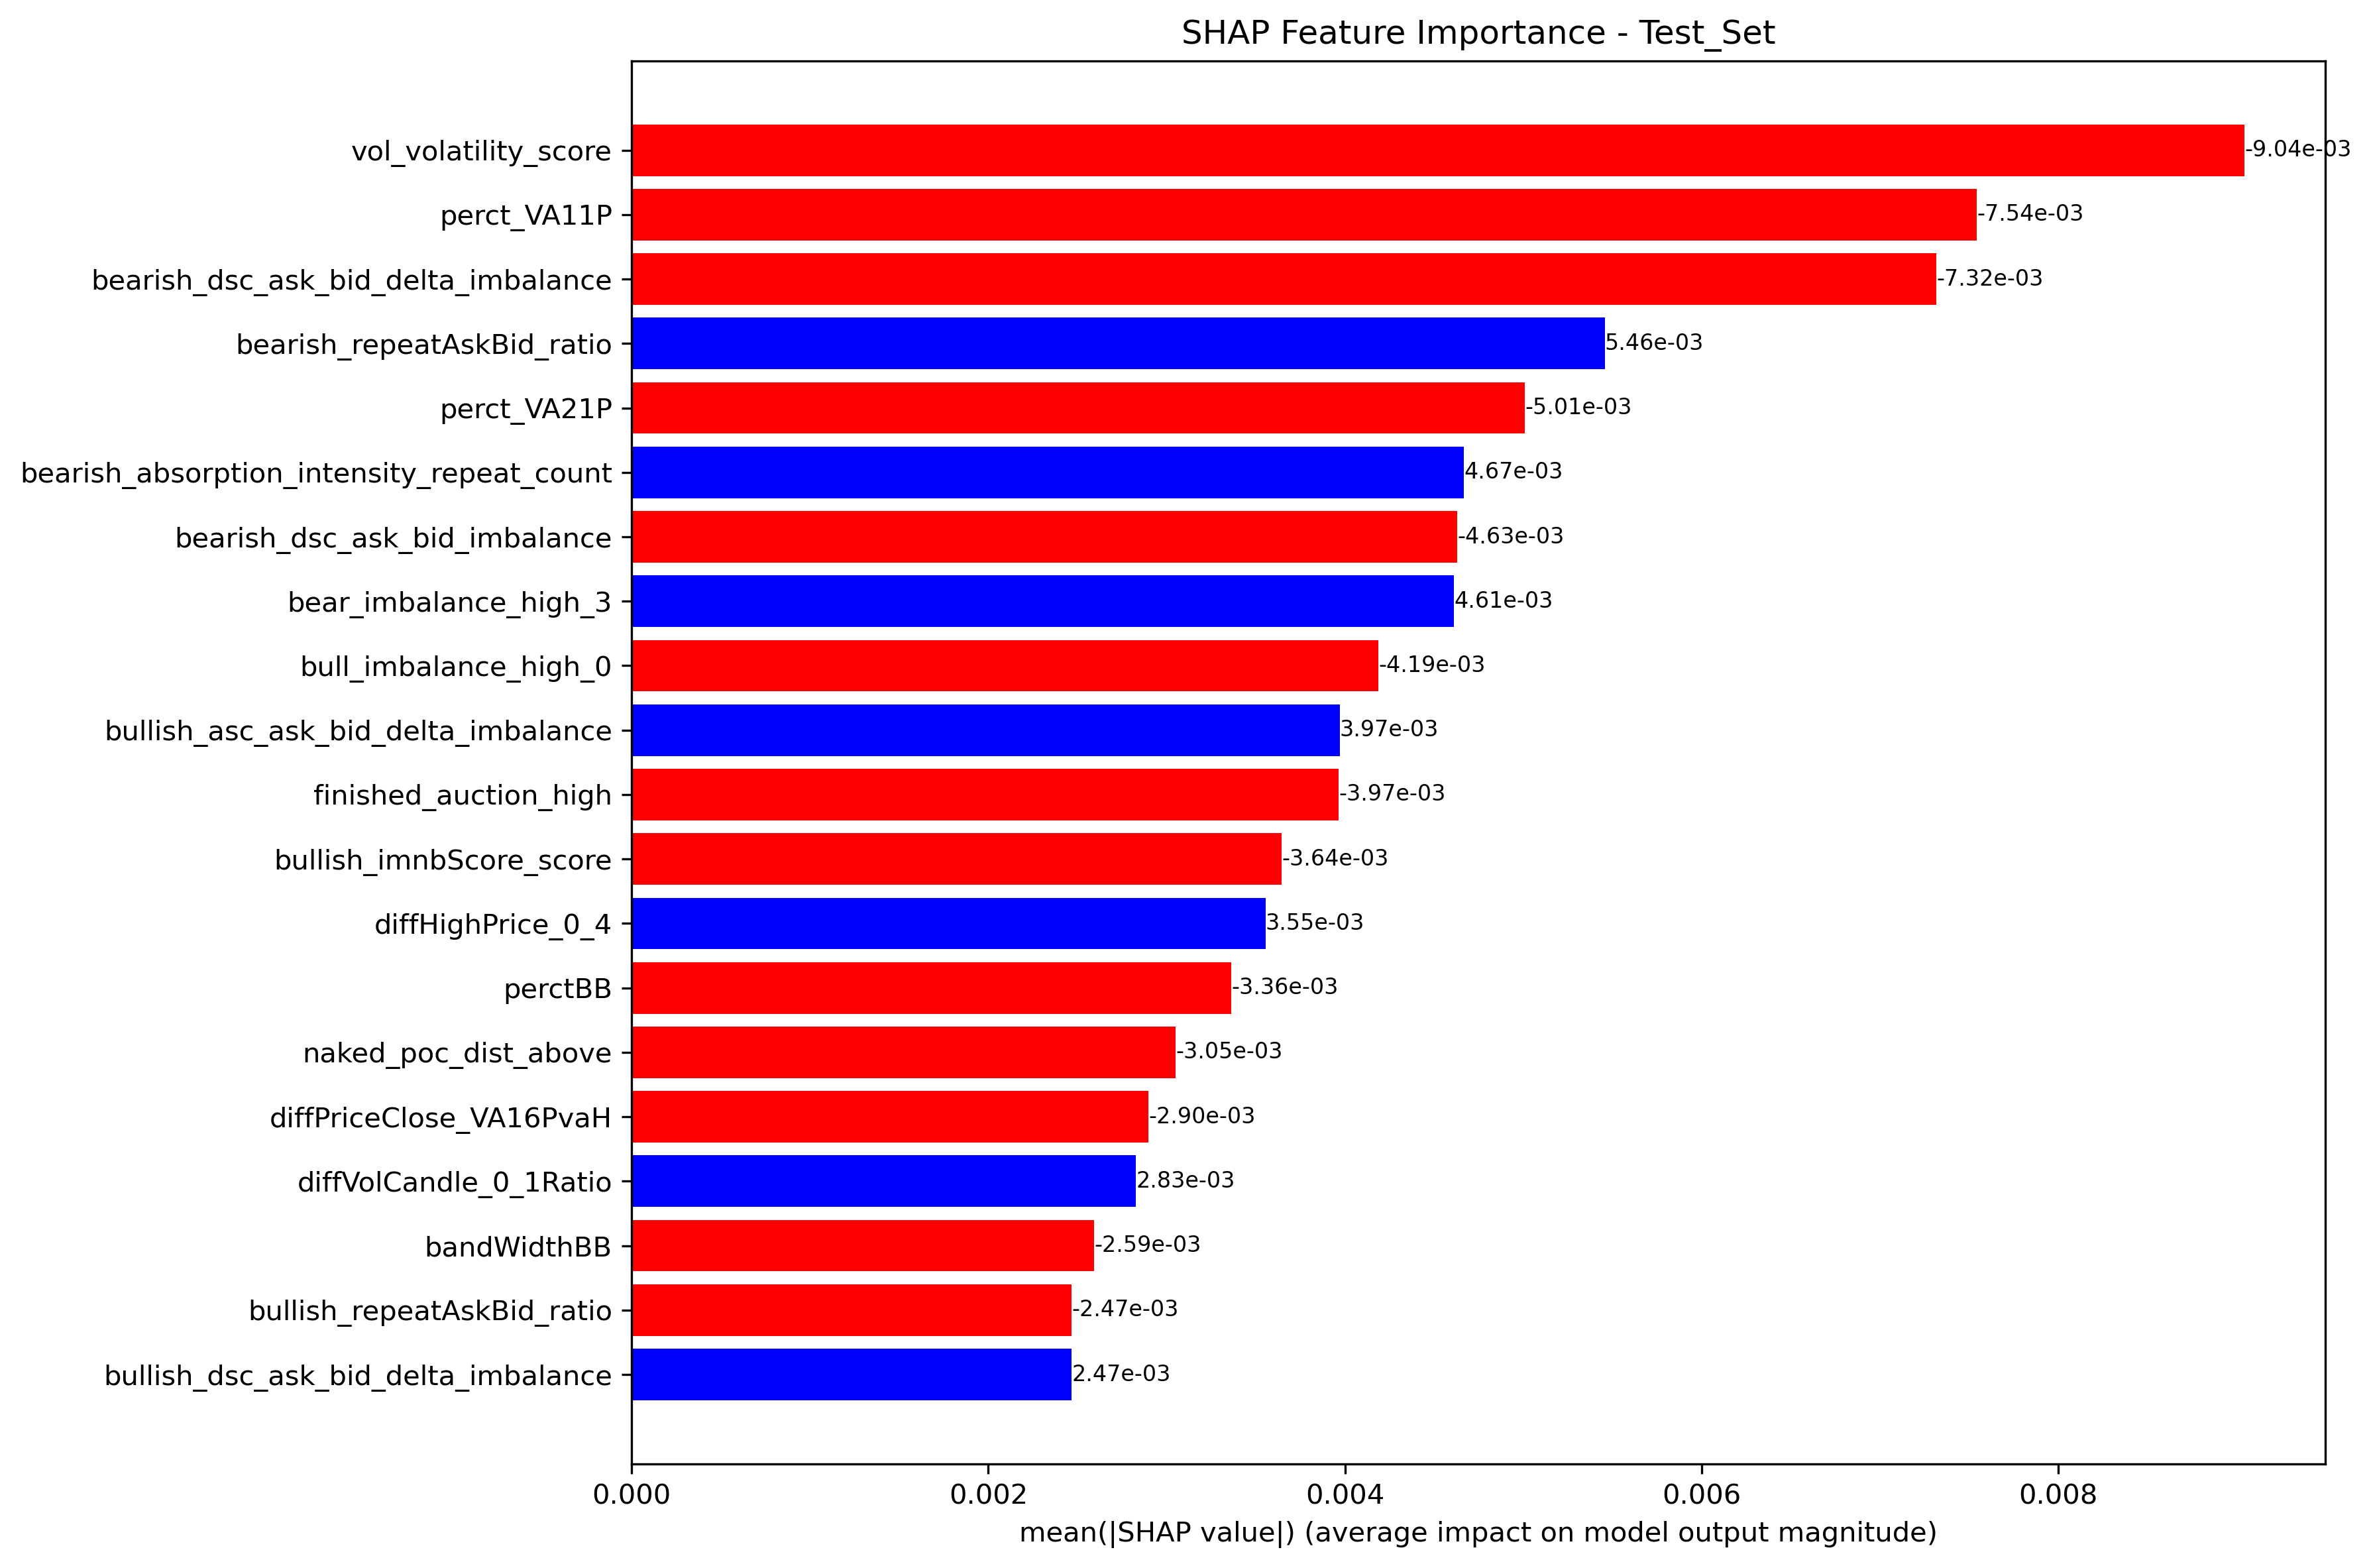 SHAP Feature Importance - Test_Set
vol_volatility_score -9.04e-03
perct_VA11P -7.54e-03
bearish_dsc_ask_bid_delta_imbalance -7.32e-03
bearish_repeatAskBid_ratio 5.46e-03
perct_VA21P -5.01e-03
bearish_absorption_intensity_repeat_count 4.67e-03
bearish_dsc_ask_bid_imbalance -4.63e-03
bear_imbalance_high_3 4.61e-03
bull_imbalance_high_0 -4.19e-03
bullish_asc_ask_bid_delta_imbalance 3.97e-03
finished_auction_high -3.97e-03
bullish_imnbScore_score -3.64e-03
diffHighPrice_0_4 3.55e-03
perctBB -3.36e-03
naked_poc_dist_above -3.05e-03
diffPriceClose_VA16PvaH -2.90e-03
diffVolCandle_0_1Ratio 2.83e-03
bandWidthBB -2.59e-03
bullish_repeatAskBid_ratio -2.47e-03
bullish_dsc_ask_bid_delta_imbalance 2.47e-03
0.000 0.002 0.004 0.006 0.008
mean(|SHAP value|) (average impact on model output magnitude)